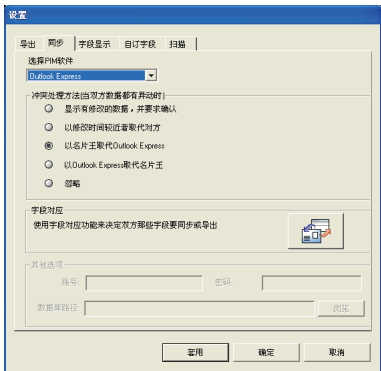 设置
导出 同步 字段显示 自订字段 扫描
选择PIM软件
Outlook Express
冲突处理方法(当双方数据都有异动时)
显示有修改的数据，并要求确认
以修改时间较近者取代对方
以名片王取代Outlook Express
以Outlook Express取代名片王
忽略
字段对应
使用字段对应功能来决定双方那些字段要同步或导出
其他选项
账号: 密码:
数据库路径: 浏览
套用 确定 取消